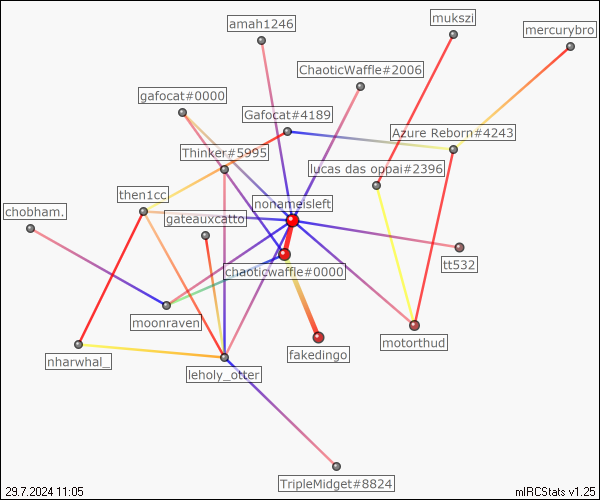 amah1246
mukszi
mercurybro
ChaoticWaffle#2006
gafocat#0000
Gafocat#4189
Azure Reborn#4243
Thinker#5995
lucas das oppai#2396
then1cc
nonameisleft
chobham.
gateauxcatto
tt532
chaoticwaffle#0000
moonraven
motorthud
fakedingo
nharwhal_
leholy_otter
TripleMidget#8824
29.7.2024 11:05
mIRCStats v1.25